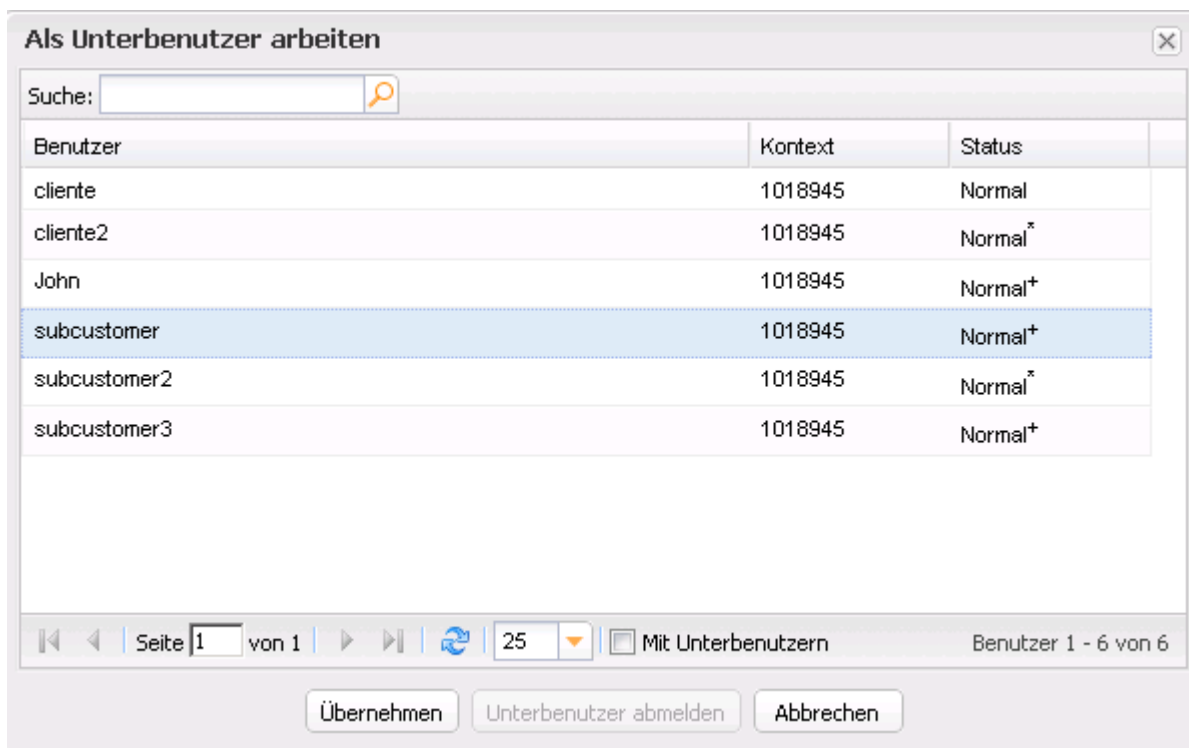 Als Unterbenutzer arbeiten
Suche:
Benutzer Kontext Status
cliente 1018945 Normal
cliente2 1018945 Normal*
John 1018945 Normal+
subcustomer 1018945 Normal+
subcustomer2 1018945 Normal*
subcustomer3 1018945 Normal+
Seite 1 von 1 25 Mit Unterbenutzern Benutzer 1 - 6 von 6
Übernehmen Unterbenutzer abmelden Abbrechen